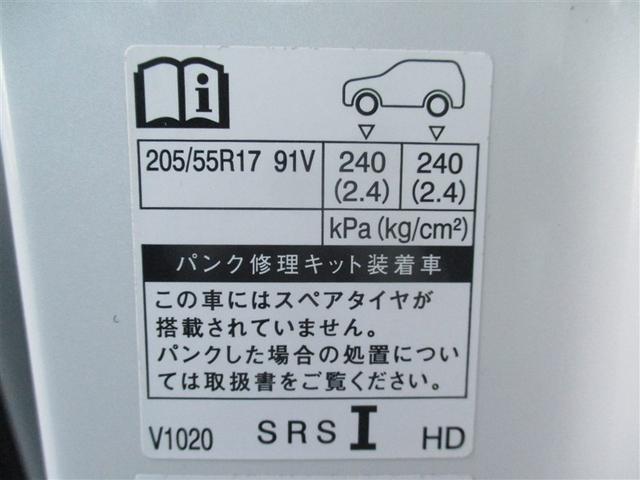 205/55R17 91V 240 240
(2.4) (2.4)
kPa (kg/cm²)
パンク修理キット装着車
この車にはスペアタイヤが
搭載されていません。
パンクした場合の処置につい
ては取扱書をご覧ください。
V1020 SRS I HD